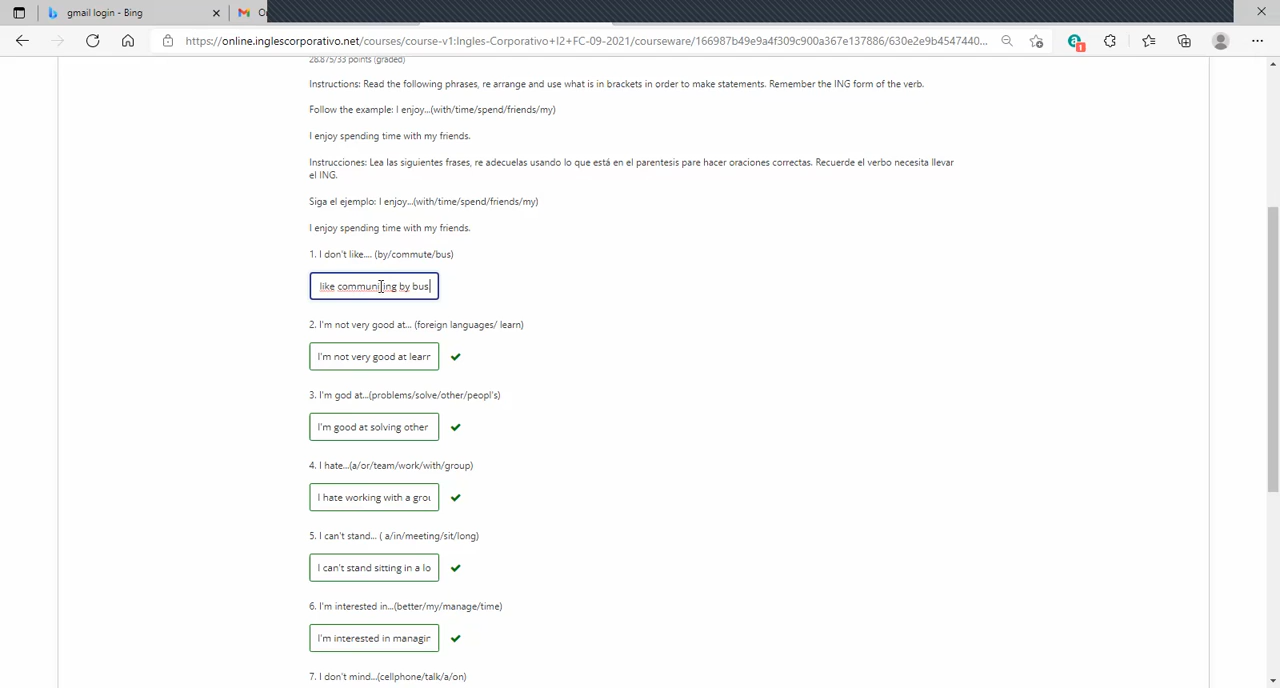 gmail login - Bing
https://online.inglescorporativo.net/courses/course-v1:Ingles-Corporativo+I2+FC-09-2021/courseware/166987b49e9a4f309c900a367e137886/630e2e9b4547440...
1
28.875/33 points (graded)
Instructions: Read the following phrases, re arrange and use what is in brackets in order to make statements. Remember the ING form of the verb.
Follow the example: I enjoy...(with/time/spend/friends/my)
I enjoy spending time with my friends.
Instrucciones: Lea las siguientes frases, re adecuelas usando lo que está en el parentesis pare hacer oraciones correctas. Recuerde el verbo necesita llevar
el ING.
Siga el ejemplo: I enjoy...(with/time/spend/friends/my)
I enjoy spending time with my friends.
1. I don't like.... (by/commute/bus)
like by bus
2. I'm not very good at... (foreign languages/ learn)
I'm not very good at learn
3. I'm god at...(problems/solve/other/peopl's)
I'm good at solving other
4. I hate...(a/or/team/work/with/group)
I hate working with a grou
5. I can't stand... ( a/in/meeting/sit/long)
I can't stand sitting in a lo
6. I'm interested in...(better/my/manage/time)
I'm interested in managin
7. I don't mind...(cellphone/talk/a/on)